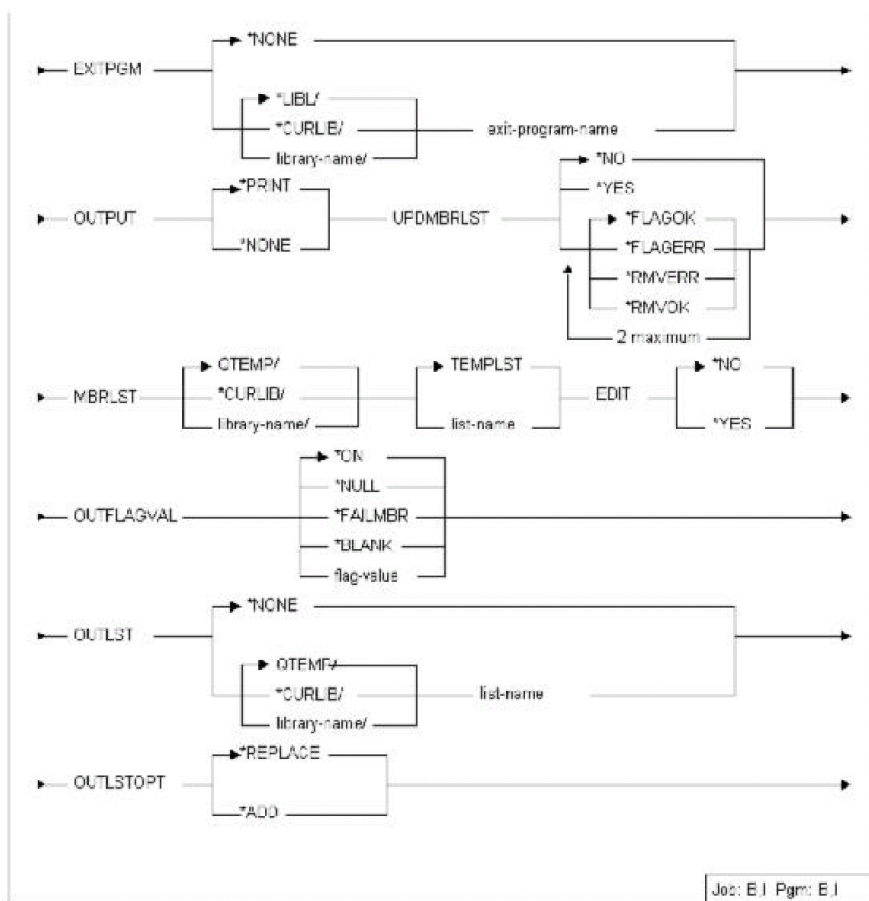 *NONE
EXITPGM
*LIBL/
*CURLIB/
exit-program-name
library-name/
*NO
*PRINT
*YES
OUTPUT
UPDMBRLST
*FLAGOK
*NONE
*FLAGERR
*RMVERR
*RMVOK
2 maximum
QTEMP/
TEMPLST
*NO
MBRLST
*CURLIB/
EDIT
library-name/
list-name
*YES
*ON
*NULL
OUTFLAGVAL
*FAILMBR
*BLANK
flag-value
*NONE
OUTLST
QTEMP/
*CURLIB/
list-name
library-name/
*REPLACE
OUTLSTOPT
*ADD
Job: B,I Pgm: B,I